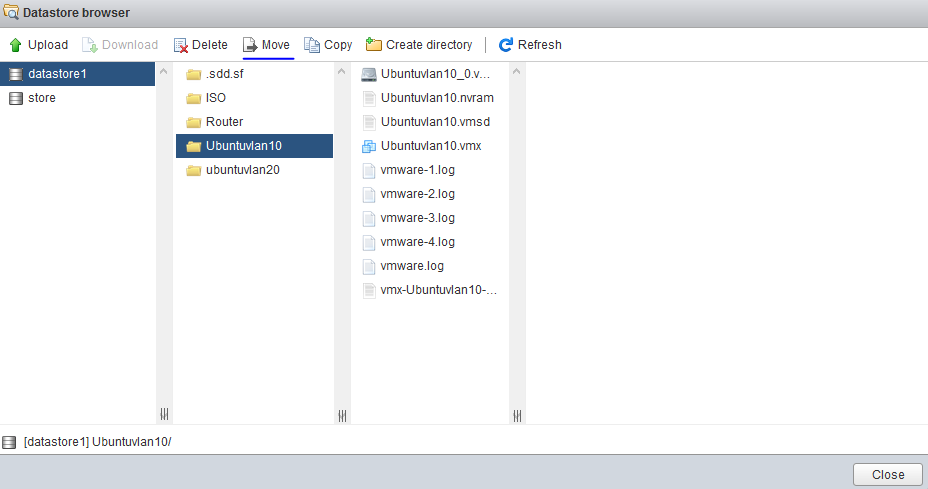 Datastore browser
Upload Download Delete Move Copy Create directory Refresh
datastore1
store
.sdd.sf
ISO
Router
Ubuntuvlan10
ubuntuvlan20
Ubuntuvlan10_0.v...
Ubuntuvlan10.nvram
Ubuntuvlan10.vmsd
Ubuntuvlan10.vmx
vmware-1.log
vmware-2.log
vmware-3.log
vmware-4.log
vmware.log
vmx-Ubuntuvlan10-...
[datastore1] Ubuntuvlan10/
Close